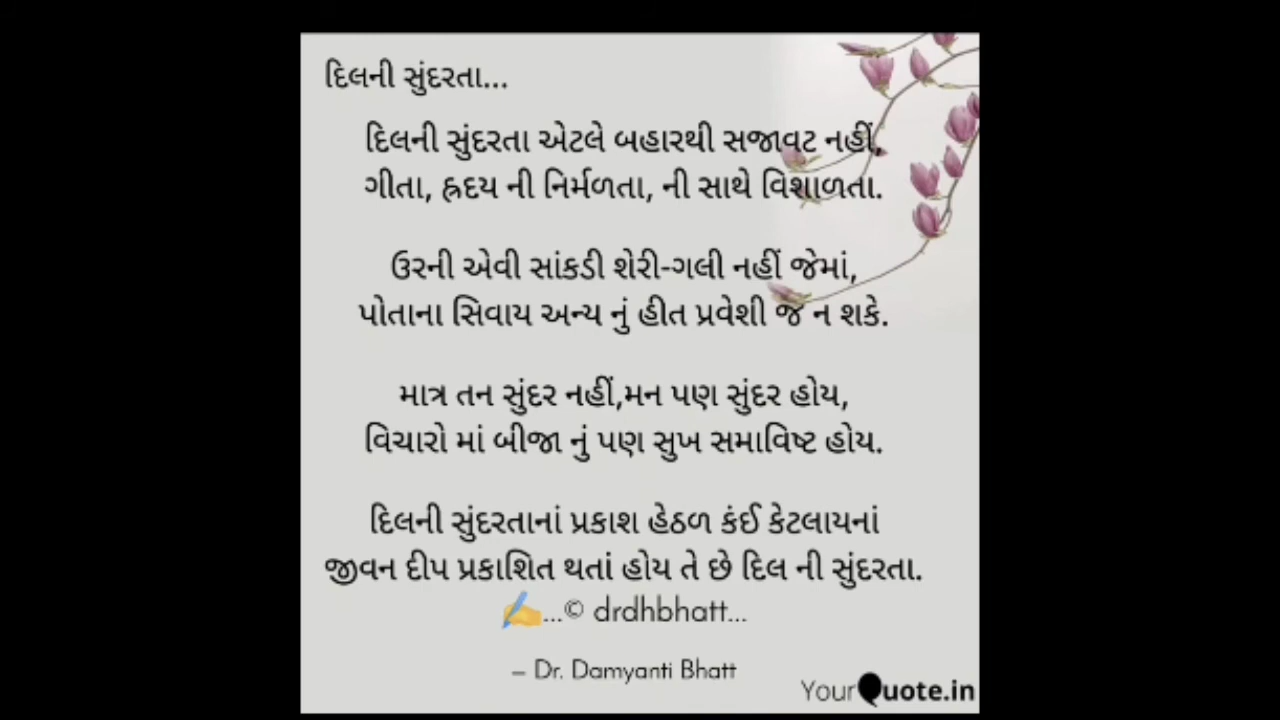 દિલની સુંદરતા...
દિલની સુંદરતા એટલે બહારથી સજાવટ નહીં,
ગીતા, હ્રદય ની નિર્મળતા, ની સાથે વિશાળતા.
ઉરની એવી સાંકડી શેરી-ગલી નહીં જેમાં,
પોતાના સિવાય અન્ય નું હીત પ્રવેશી જ ન શકે.
માત્ર તન સુંદર નહીં,મન પણ સુંદર હોય,
વિચારો માં બીજા નું પણ સુખ સમાવિષ્ટ હોય.
દિલની સુંદરતાનાં પ્રકાશ હેઠળ કંઈ કેટલાયનાં
જીવન દીપ પ્રકાશિત થતાં હોય તે છે દિલ ની સુંદરતા.
✍️...© drdhbhatt...
– Dr. Damyanti Bhatt
YourQuote.in